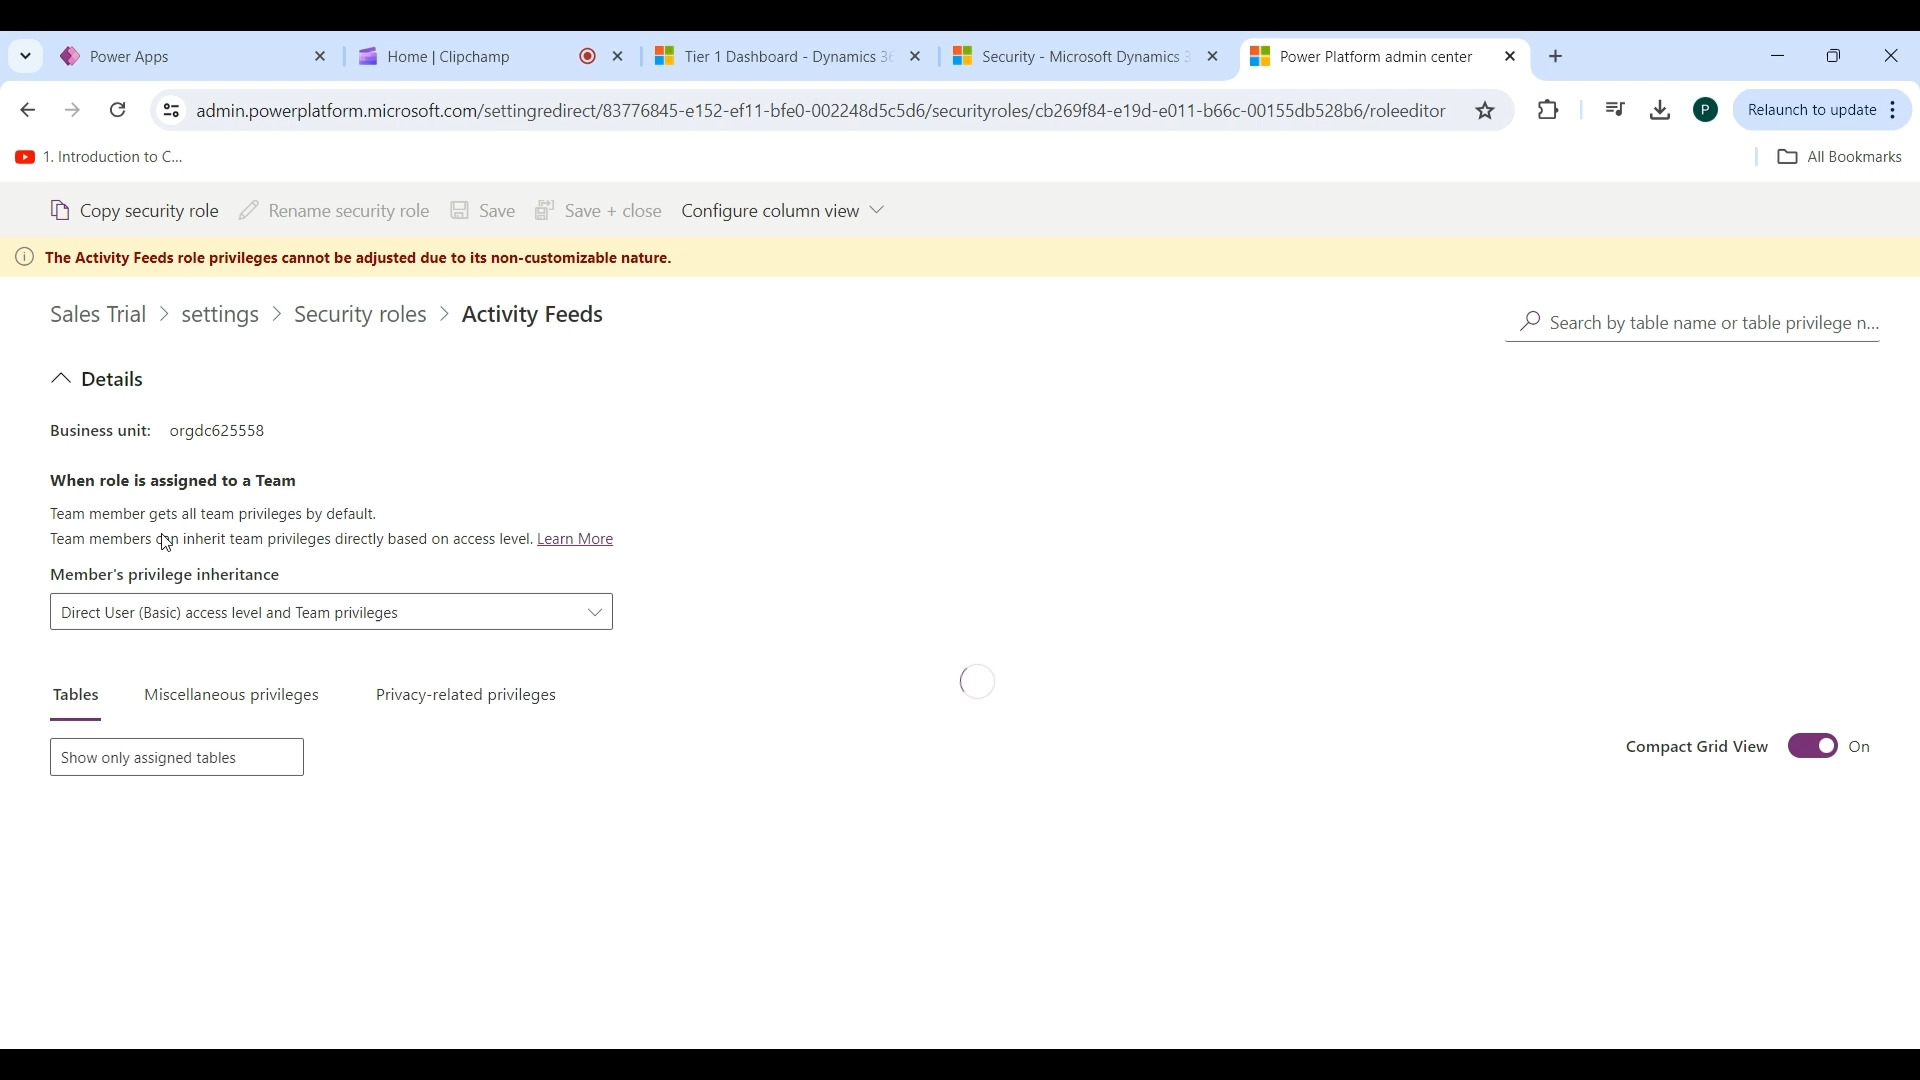 Power Apps
Home | Clipchamp
Tier 1 Dashboard - Dynamics 36
Security - Microsoft Dynamics 3
Power Platform admin center
admin.powerplatform.microsoft.com/settingredirect/83776845-e152-ef11-bfe0-002248d5c5d6/securityroles/cb269f84-e19d-e011-b66c-00155db528b6/roleeditor
P
Relaunch to update
1. Introduction to C...
All Bookmarks
Copy security role
Rename security role
Save
Save + close
Configure column view
The Activity Feeds role privileges cannot be adjusted due to its non-customizable nature.
Sales Trial > settings > Security roles > Activity Feeds
Search by table name or table privilege n...
Details
Business unit: orgdc625558
When role is assigned to a Team
Team member gets all team privileges by default.
Team members can inherit team privileges directly based on access level. Learn More
Member's privilege inheritance
Direct User (Basic) access level and Team privileges
Tables
Miscellaneous privileges
Privacy-related privileges
Show only assigned tables
Compact Grid View
On